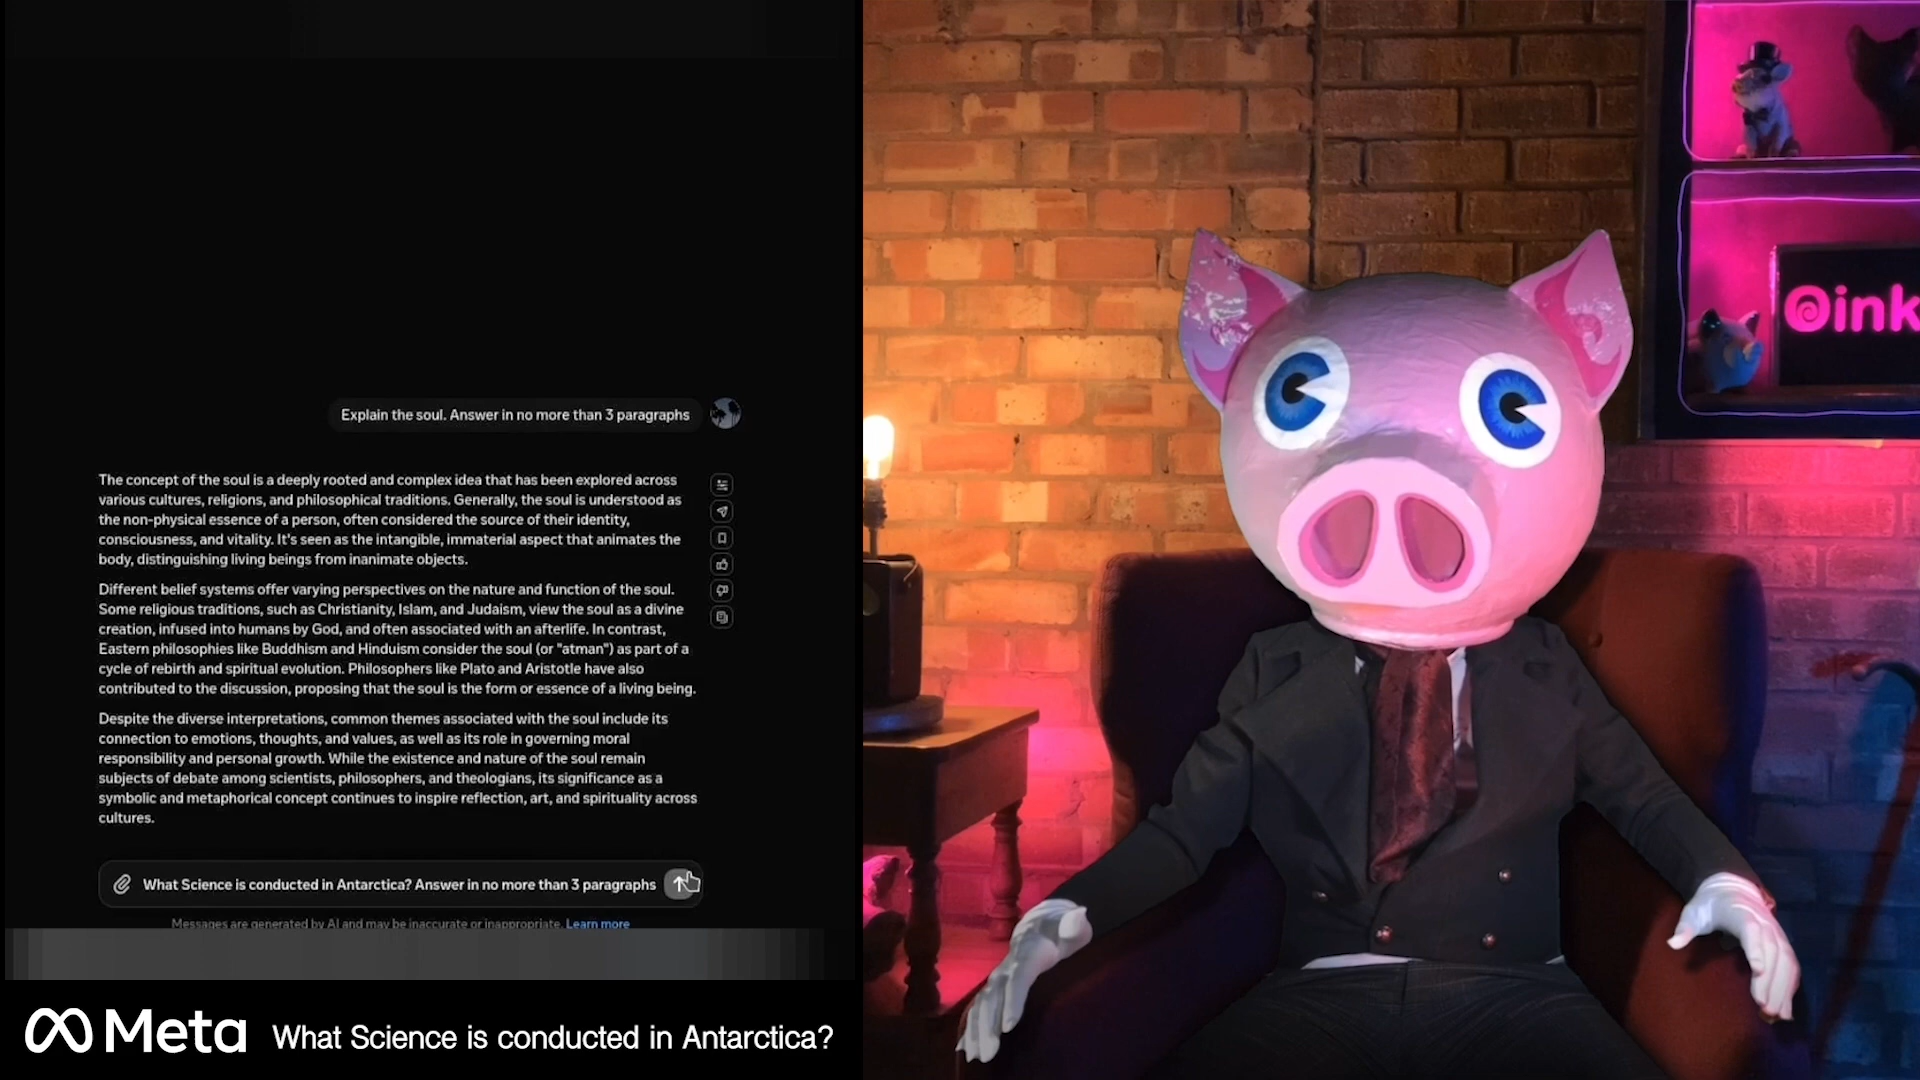 Explain the soul. Answer in no more than 3 paragraphs
The concept of the soul is a deeply rooted and complex idea that has been explored across
various cultures, religions, and philosophical traditions. Generally, the soul is understood as
the non-physical essence of a person, often considered the source of their identity,
consciousness, and vitality. It's seen as the intangible, immaterial aspect that animates the
body, distinguishing living beings from inanimate objects.
Different belief systems offer varying perspectives on the nature and function of the soul.
Some religious traditions, such as Christianity, Islam, and Judaism, view the soul as a divine
creation, infused into humans by God, and often associated with an afterlife. In contrast,
Eastern philosophies like Buddhism and Hinduism consider the soul (or "atman") as part of a
cycle of rebirth and spiritual evolution. Philosophers like Plato and Aristotle have also
contributed to the discussion, proposing that the soul is the form or essence of a living being.
Despite the diverse interpretations, common themes associated with the soul include its
connection to emotions, thoughts, and values, as well as its role in governing moral
responsibility and personal growth. While the existence and nature of the soul remain
subjects of debate among scientists, philosophers, and theologians, its significance as a
symbolic and metaphorical concept continues to inspire reflection, art, and spirituality across
cultures.
What Science is conducted in Antarctica? Answer in no more than 3 paragraphs
Messages are generated by AI and may be inaccurate or inappropriate. Learn more
Meta What Science is conducted in Antarctica?
Oink